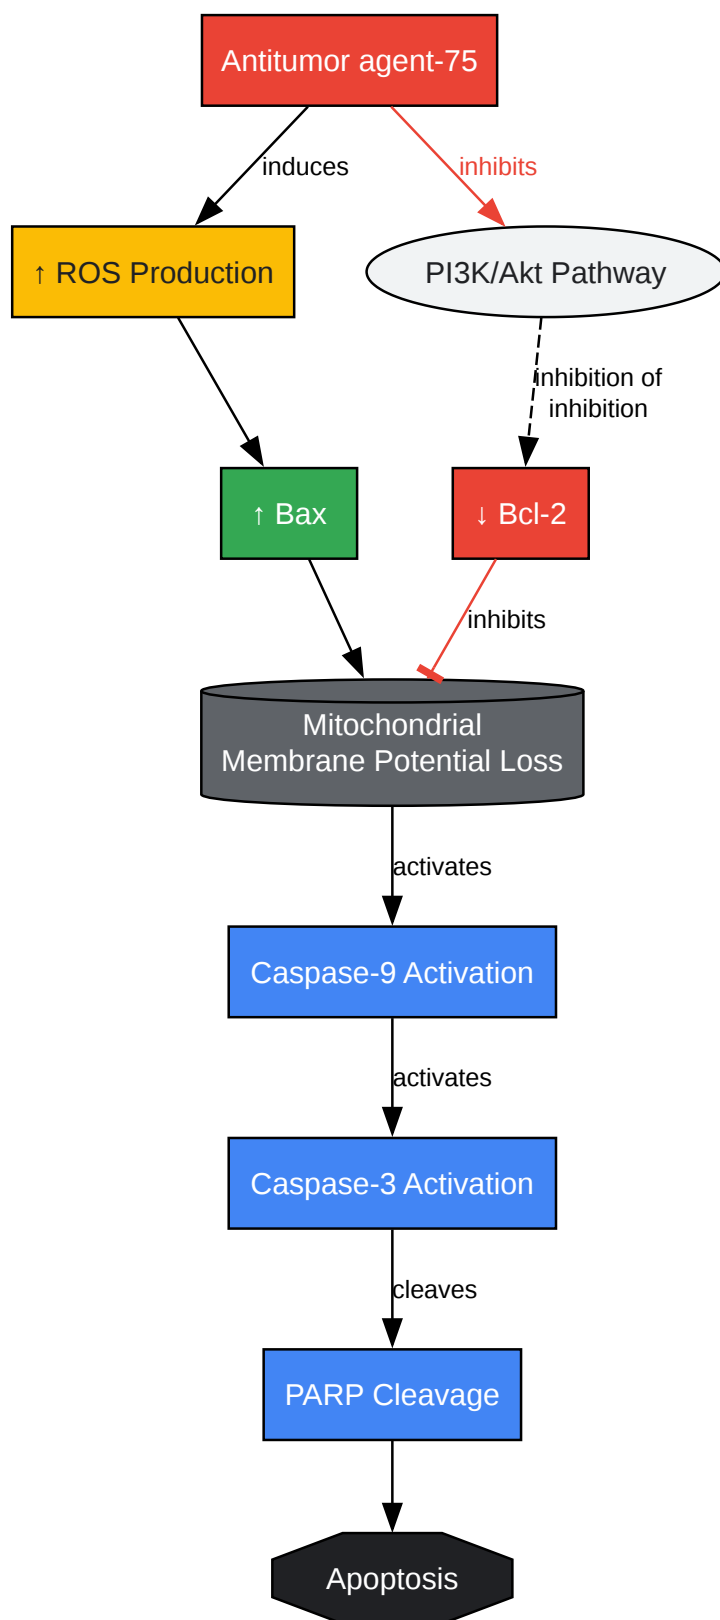 Antitumor agent-75
induces
inhibits
↑ ROS Production
PI3K/Akt Pathway
inhibition of
inhibition
↑ Bax
↓ Bcl-2
inhibits
Mitochondrial
Membrane Potential Loss
activates
Caspase-9 Activation
activates
Caspase-3 Activation
cleaves
PARP Cleavage
Apoptosis